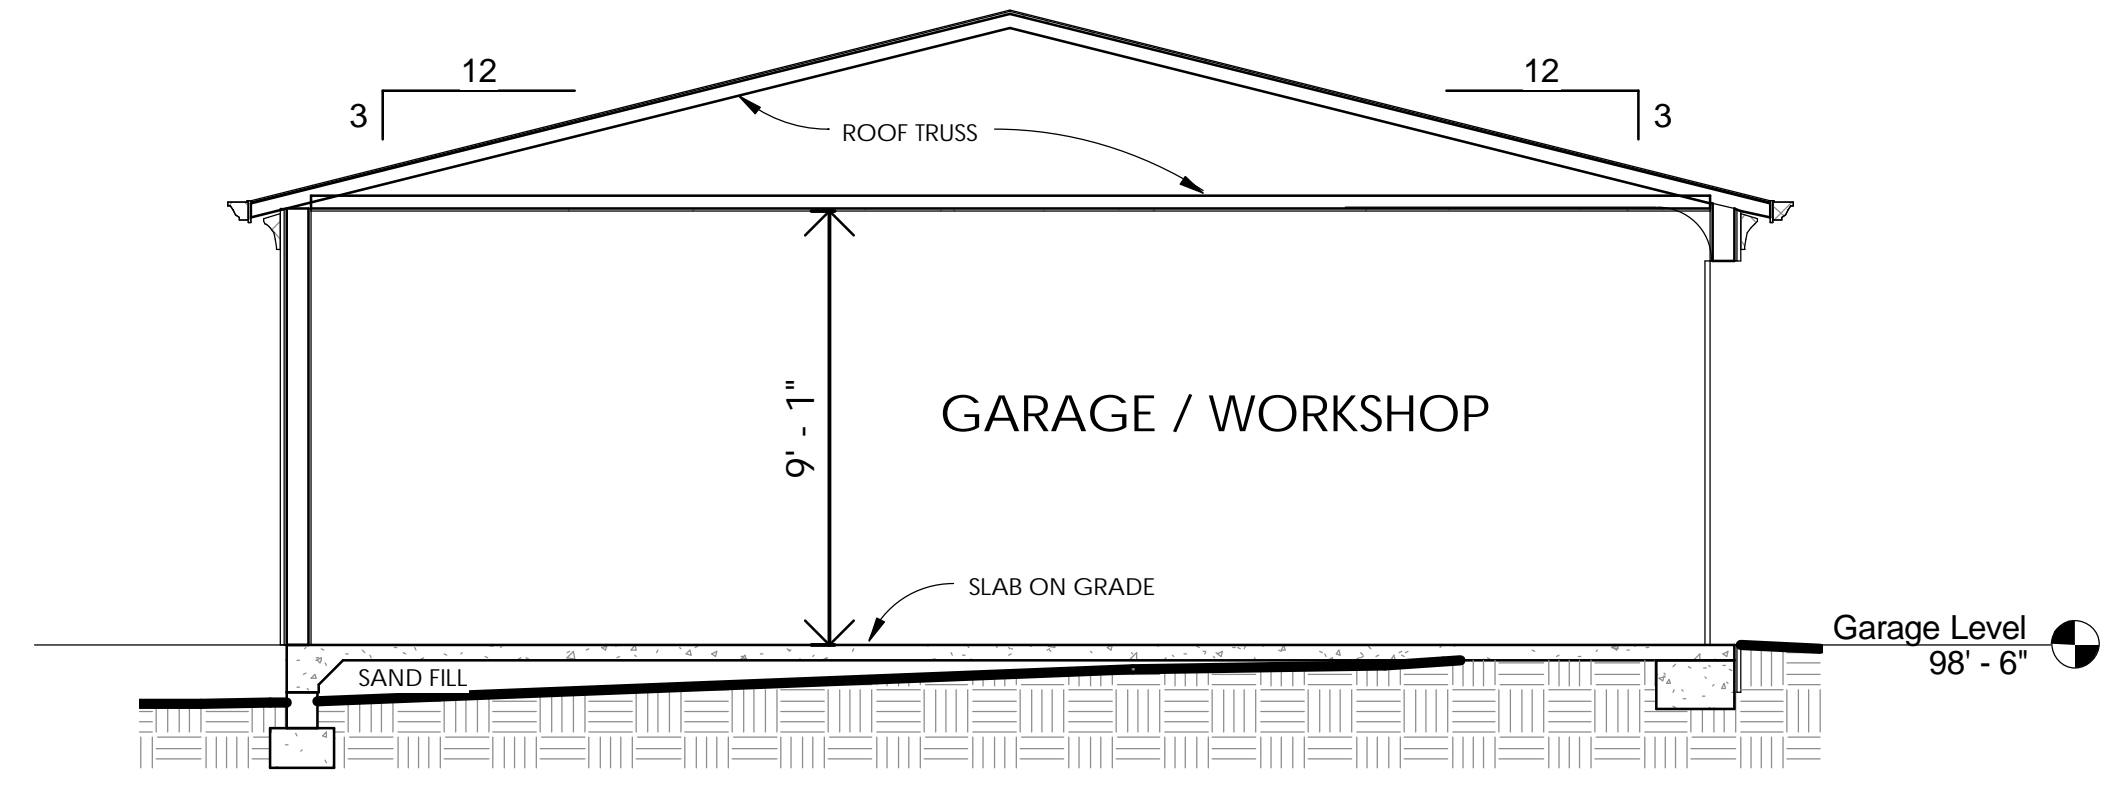 12
12
3
3
ROOF TRUSS
9' - 1"
GARAGE / WORKSHOP
SLAB ON GRADE
Garage Level
98' - 6"
SAND FILL